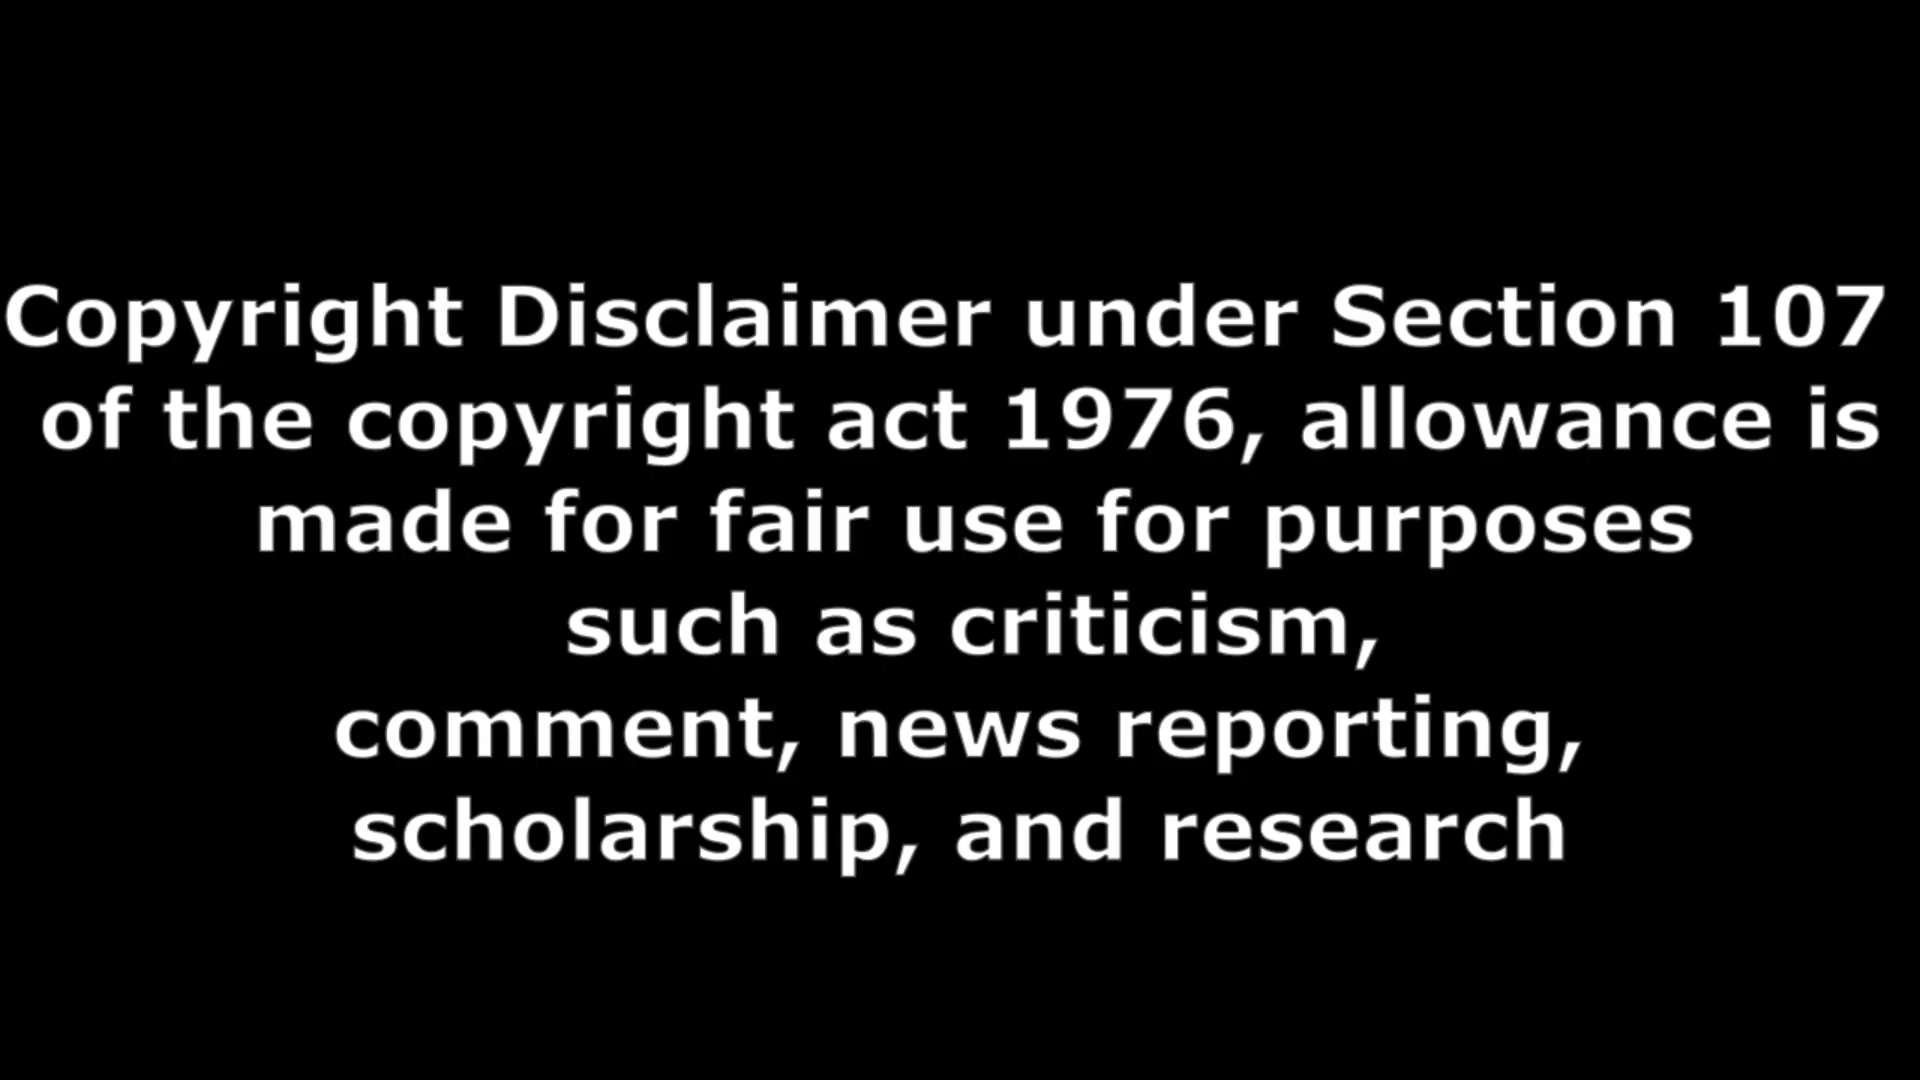 Copyright Disclaimer under Section 107
of the copyright act 1976, allowance is
made for fair use for purposes
such as criticism,
comment, news reporting,
scholarship, and research